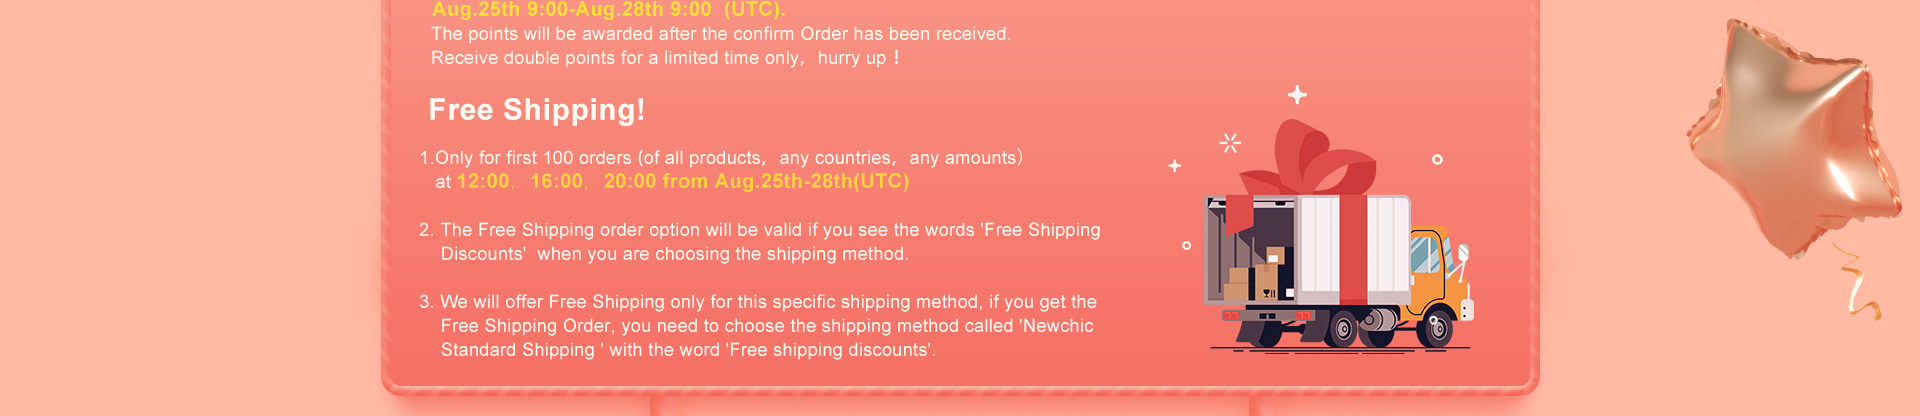 Aug.25th 9:00-Aug.28th 9:00 (UTC).
The points will be awarded after the confirm Order has been received.
Receive double points for a limited time only, hurry up !
Free Shipping!
1.Only for first 100 orders (of all products, any countries, any amounts)
at 12:00, 16:00, 20:00 from Aug.25th-28th(UTC)
2. The Free Shipping order option will be valid if you see the words 'Free Shipping
Discounts' when you are choosing the shipping method.
3. We will offer Free Shipping only for this specific shipping method, if you get the
Free Shipping Order, you need to choose the shipping method called 'Newchic
Standard Shipping ' with the word 'Free shipping discounts'.